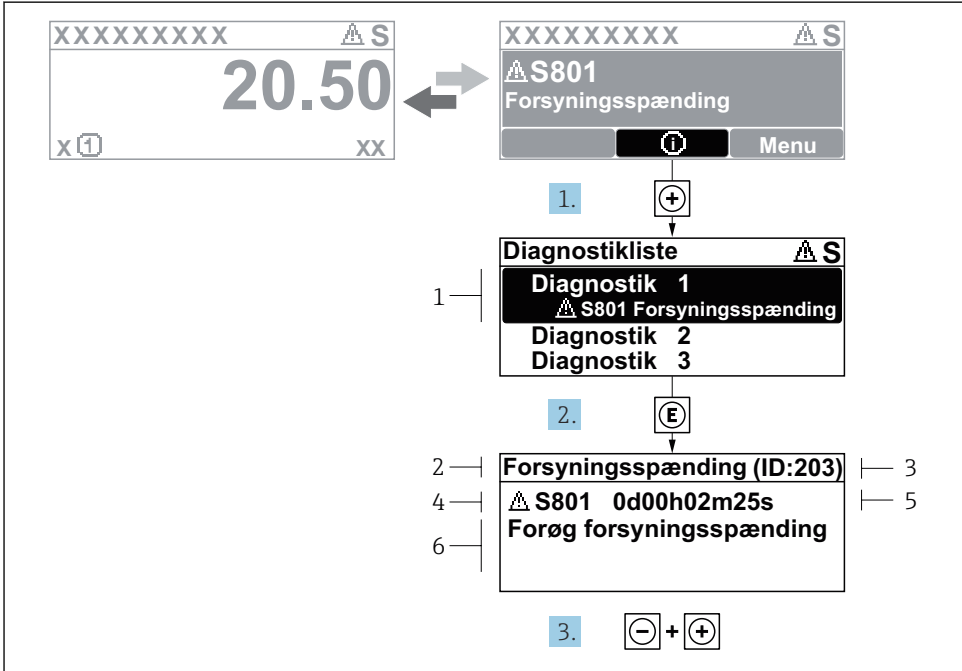 XXXXXXXXX ⚠ S
20.50
x ① xx
XXXXXXXXX ⚠ S
⚠ S801
Forsyningsspænding
ⓘ Menu
1. +
Diagnostikliste ⚠ S
1
Diagnostik 1
⚠ S801 Forsyningsspænding
Diagnostik 2
Diagnostik 3
2. E
2 Forsyningsspænding (ID:203) 3
4 ⚠ S801 0d00h02m25s 5
6 Forøg forsyningsspænding
3. - + +